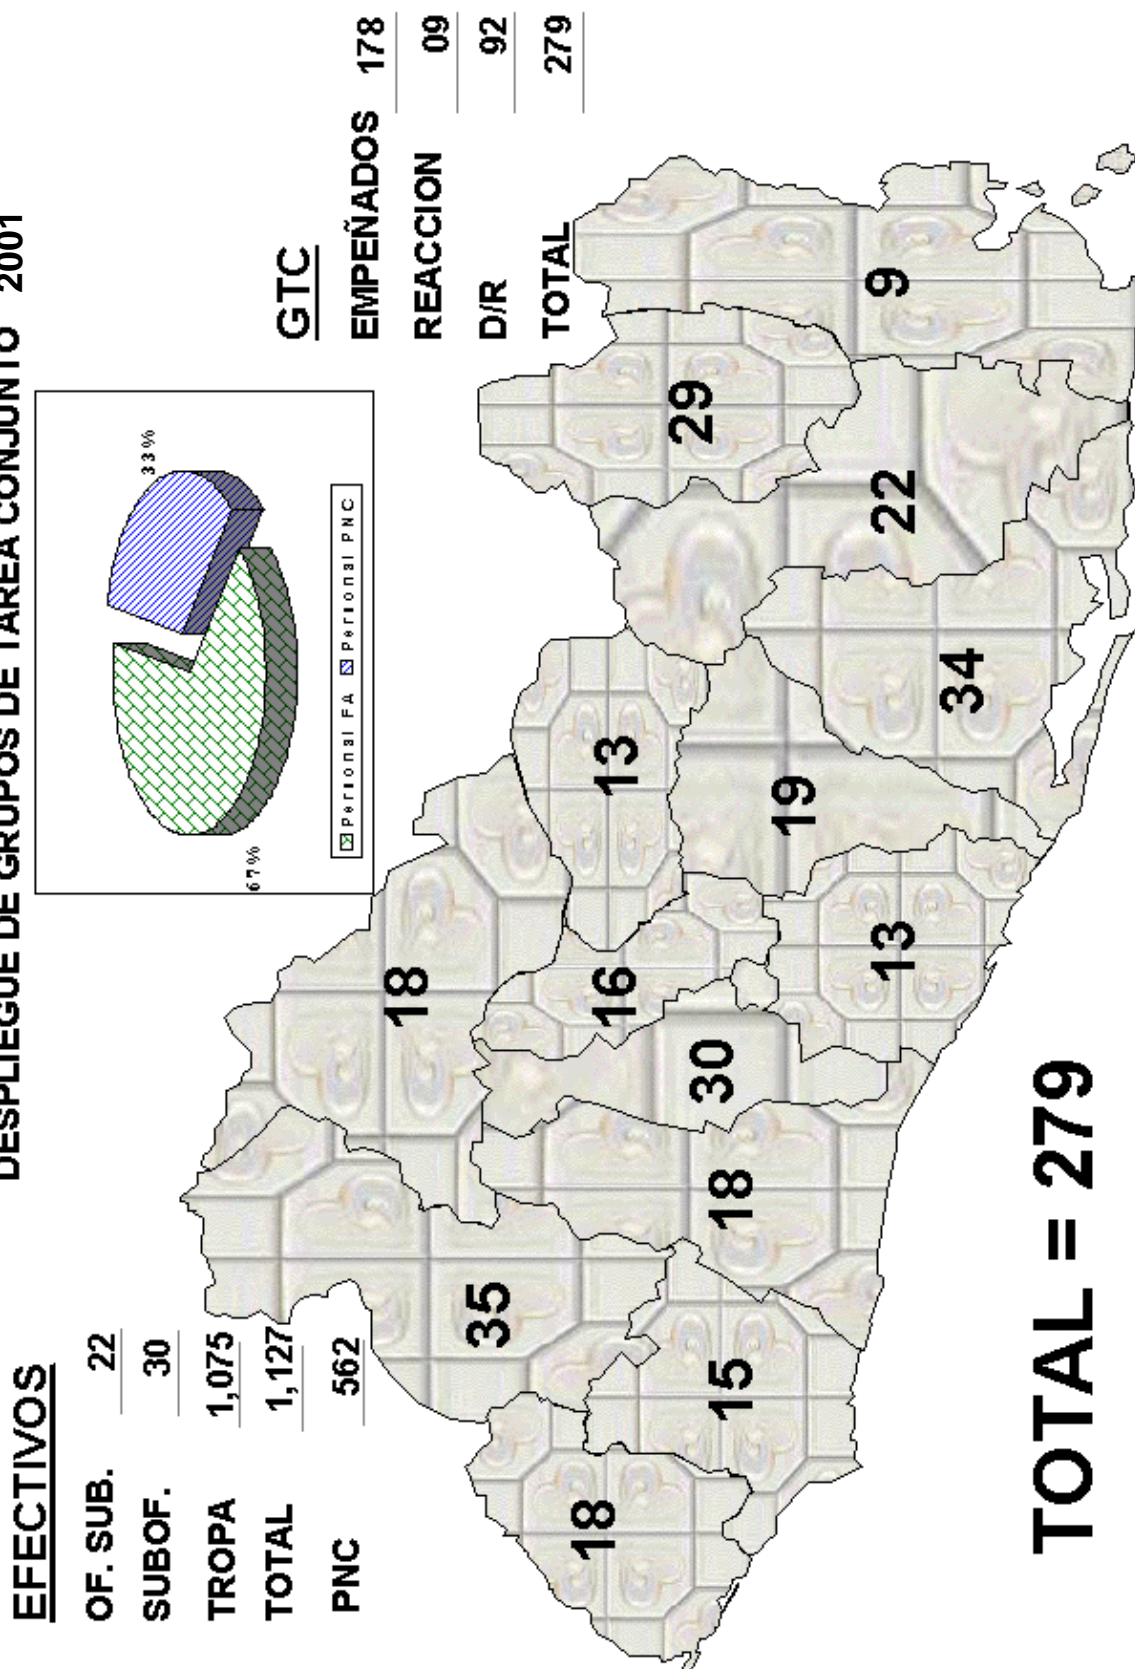 DESPLIEGUE DE GRUPOS DE TAREA CONJUNTO 2001
EFECTIVOS
OF. SUB. 22
SUBOF. 30
TROPA 1,075
TOTAL 1,127
PNC 562
67%
33%
Personal FA Personal PNC
GTC
EMPEÑADOS 178
REACCION 09
D/R 92
TOTAL 279
18
35
15
18
18
30
16
13
13
19
34
22
29
9
TOTAL = 279